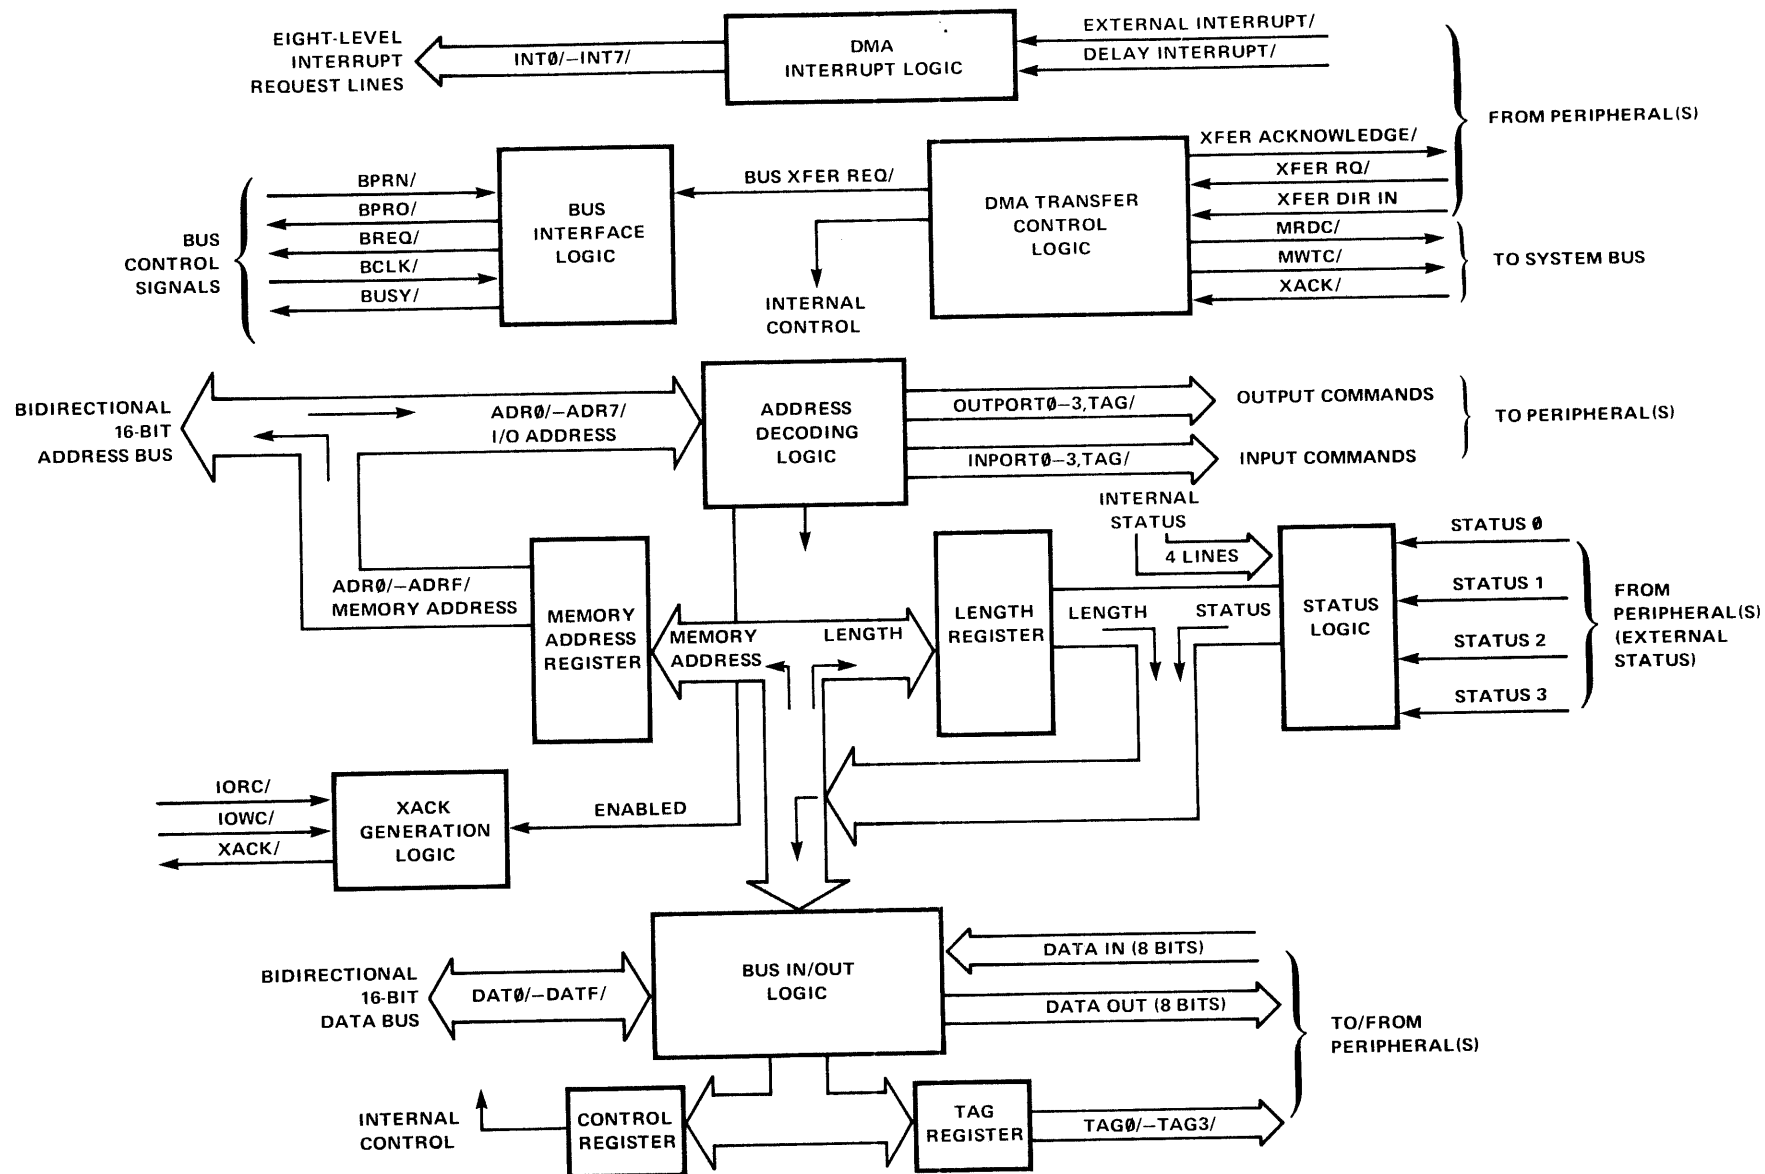 EIGHT-LEVEL
INTERRUPT
REQUEST LINES
INT0/–INT7/
DMA
INTERRUPT LOGIC
EXTERNAL INTERRUPT/
DELAY INTERRUPT/
FROM PERIPHERAL(S)
BUS
CONTROL
SIGNALS
BPRN/
BPRO/
BREQ/
BCLK/
BUSY/
BUS
INTERFACE
LOGIC
BUS XFER REQ/
INTERNAL
CONTROL
DMA TRANSFER
CONTROL
LOGIC
XFER ACKNOWLEDGE/
XFER RQ/
XFER DIR IN
MRDC/
MWTC/
XACK/
TO SYSTEM BUS
BIDIRECTIONAL
16-BIT
ADDRESS BUS
ADR0/–ADR7/
I/O ADDRESS
ADDRESS
DECODING
LOGIC
OUTPORT0–3,TAG/
INPORT0–3,TAG/
OUTPUT COMMANDS
INPUT COMMANDS
TO PERIPHERAL(S)
ADR0/–ADRF/
MEMORY ADDRESS
MEMORY
ADDRESS
REGISTER
MEMORY
ADDRESS
LENGTH
LENGTH
REGISTER
INTERNAL
STATUS
4 LINES
LENGTH
STATUS
STATUS
LOGIC
STATUS 0
STATUS 1
STATUS 2
STATUS 3
FROM
PERIPHERAL(S)
(EXTERNAL
STATUS)
IORC/
IOWC/
XACK/
XACK
GENERATION
LOGIC
ENABLED
BIDIRECTIONAL
16-BIT
DATA BUS
DAT0/–DATF/
BUS IN/OUT
LOGIC
DATA IN (8 BITS)
DATA OUT (8 BITS)
TO/FROM
PERIPHERAL(S)
INTERNAL
CONTROL
CONTROL
REGISTER
TAG
REGISTER
TAG0/–TAG3/